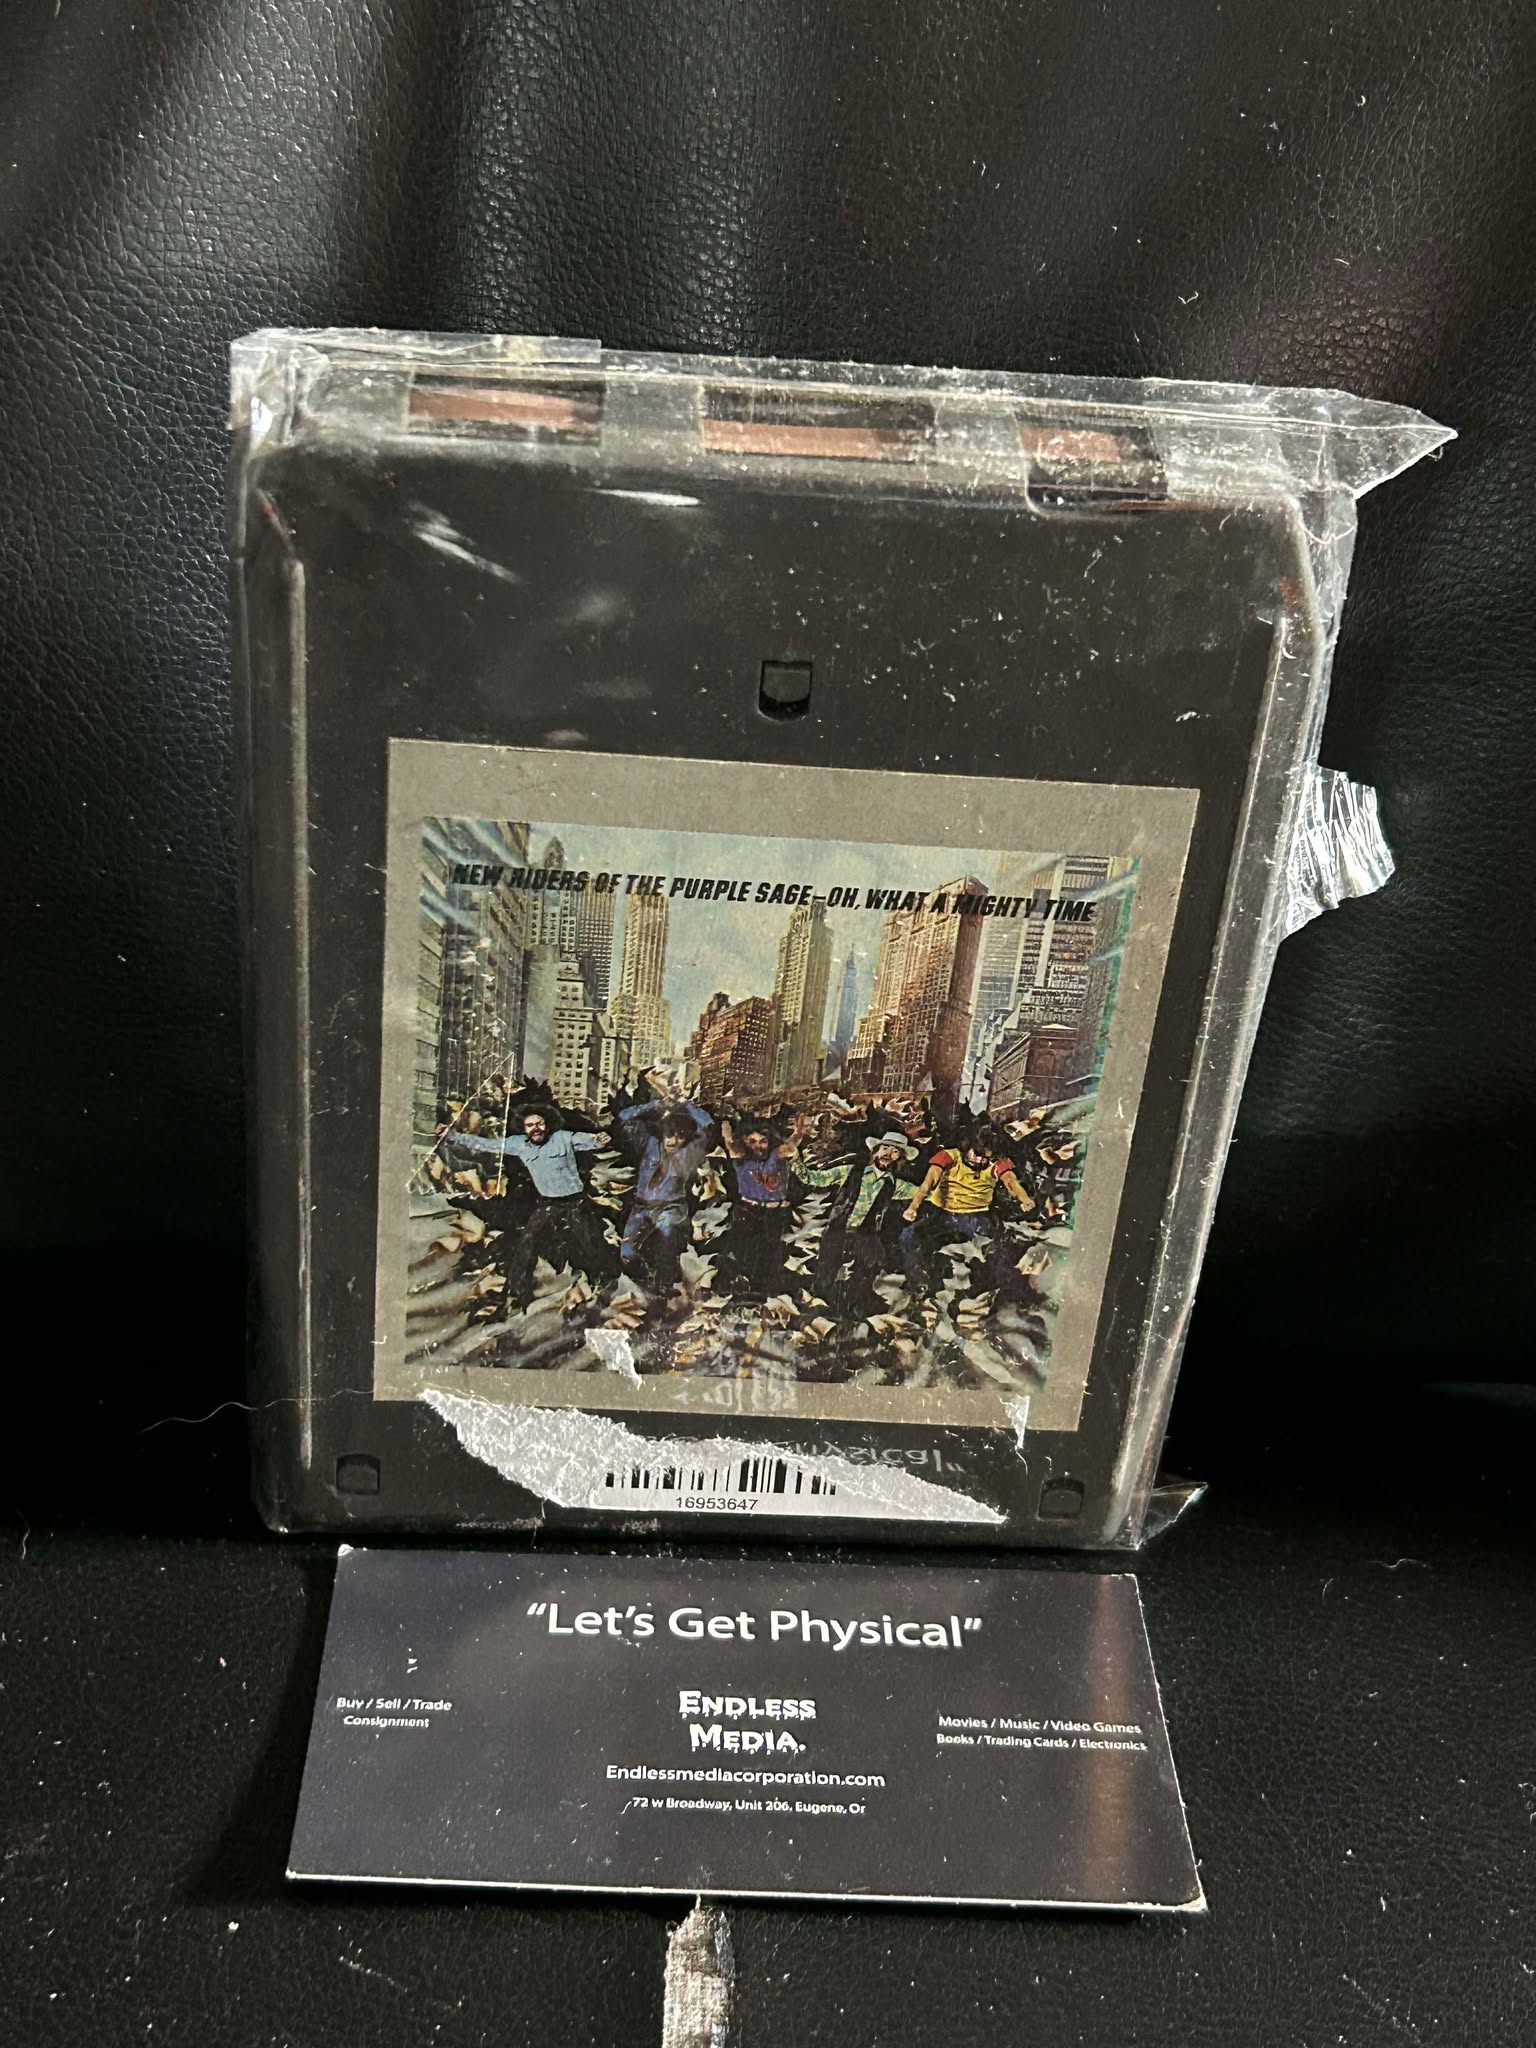 NEW RIDERS OF THE PURPLE SAGE–OH, WHAT A MIGHTY TIME
16953647
"Let's Get Physical"
Buy / Sell / Trade
Consignment
ENDLESS
MEDIA.
Movies / Music / Video Games
Books / Trading Cards / Electronics
Endlessmediacorporation.com
72 w Broadway, Unit 206, Eugene, Or